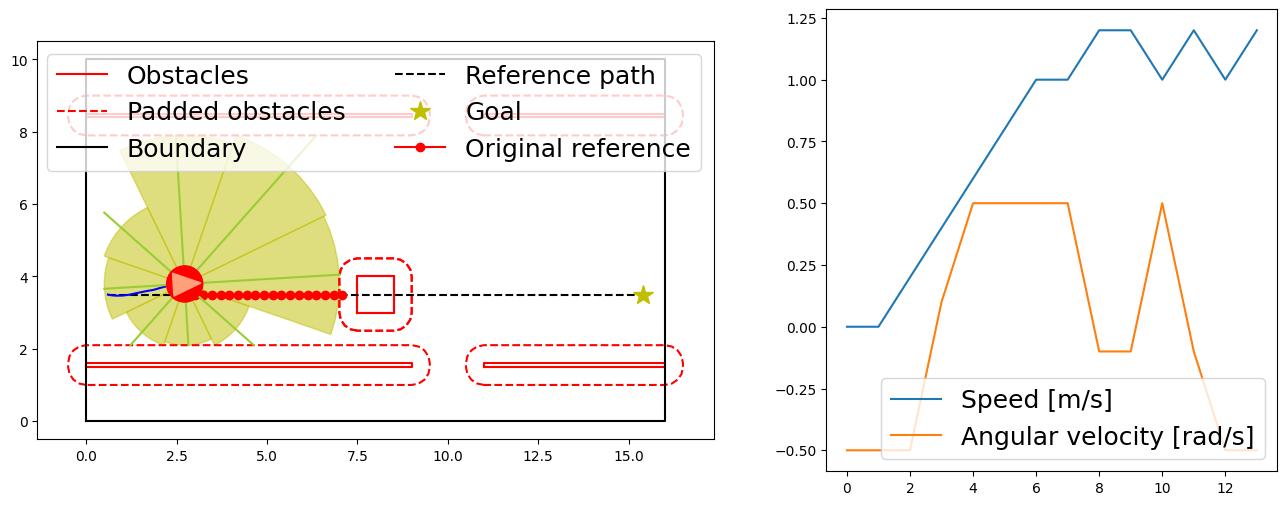 10
8
6
4
2
0
0.0 2.5 5.0 7.5 10.0 12.5 15.0
Obstacles
Padded obstacles
Boundary
Reference path
Goal
Original reference
1.25
1.00
0.75
0.50
0.25
0.00
−0.25
−0.50
0 2 4 6 8 10 12
Speed [m/s]
Angular velocity [rad/s]